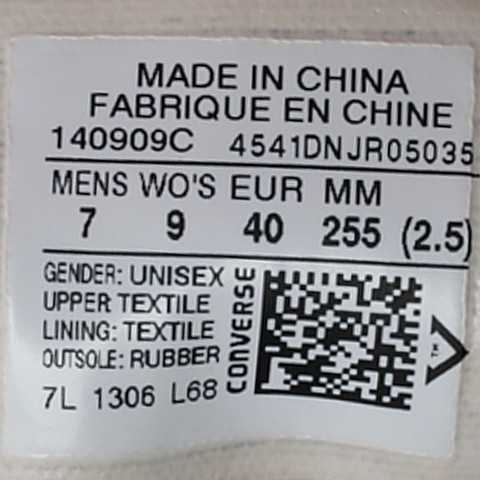 MADE IN CHINA
FABRIQUE EN CHINE
140909C 4541DNJR05035
MENS WO'S EUR MM
7 9 40 255 (2.5)
GENDER: UNISEX
UPPER TEXTILE
LINING: TEXTILE
OUTSOLE: RUBBER
7L 1306 L68
CONVERSE
TM